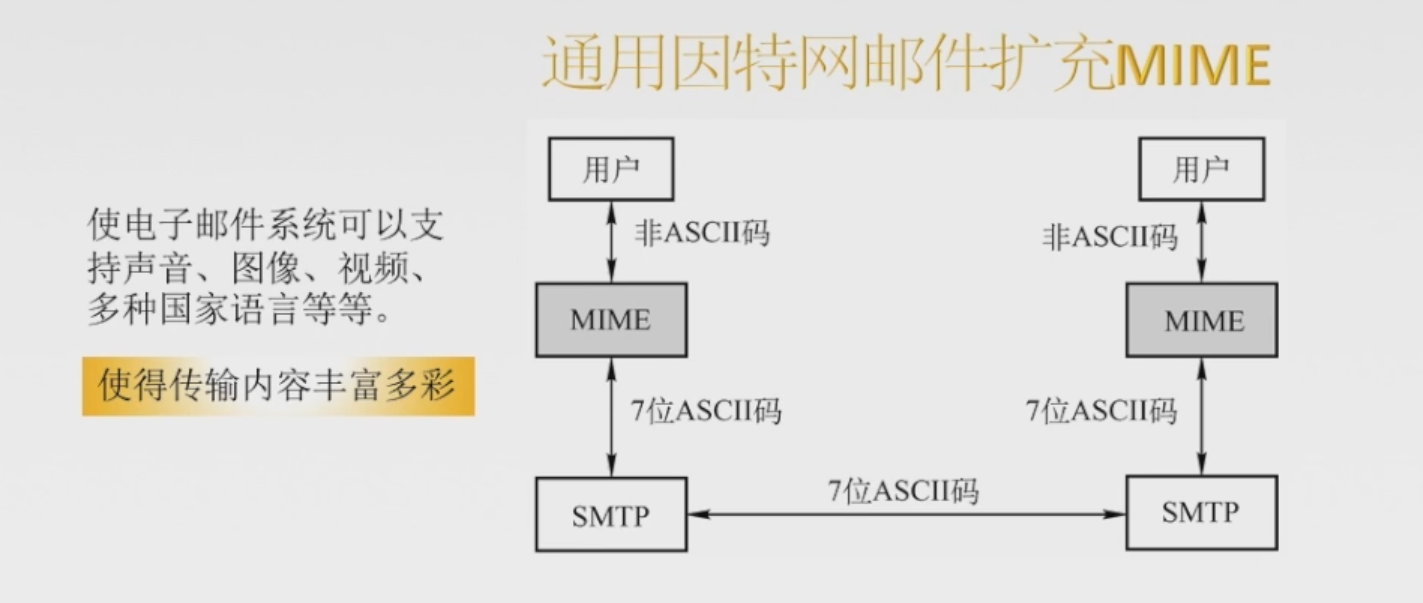 通用因特网邮件扩充MIME
使电子邮件系统可以支
持声音、图像、视频、
多种国家语言等等。
使得传输内容丰富多彩
用户
用户
非ASCII码
非ASCII码
MIME
MIME
7位ASCII码
7位ASCII码
7位ASCII码
SMTP
SMTP